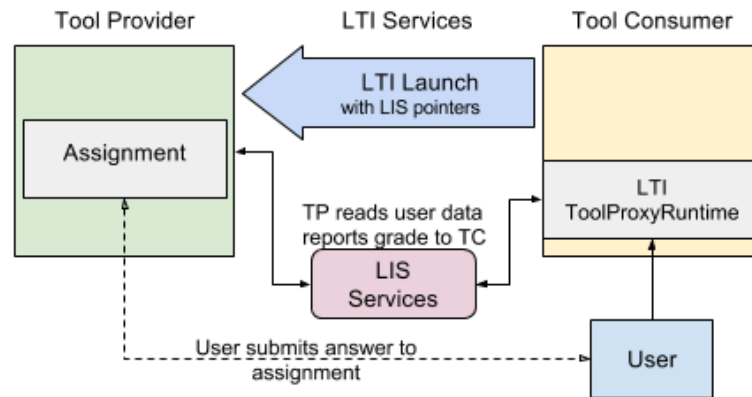 Tool Provider
LTI Services
Tool Consumer
LTI Launch
with LIS pointers
Assignment
LTI
ToolProxyRuntime
TP reads user data
reports grade to TC
LIS
Services
User submits answer to
assignment
User